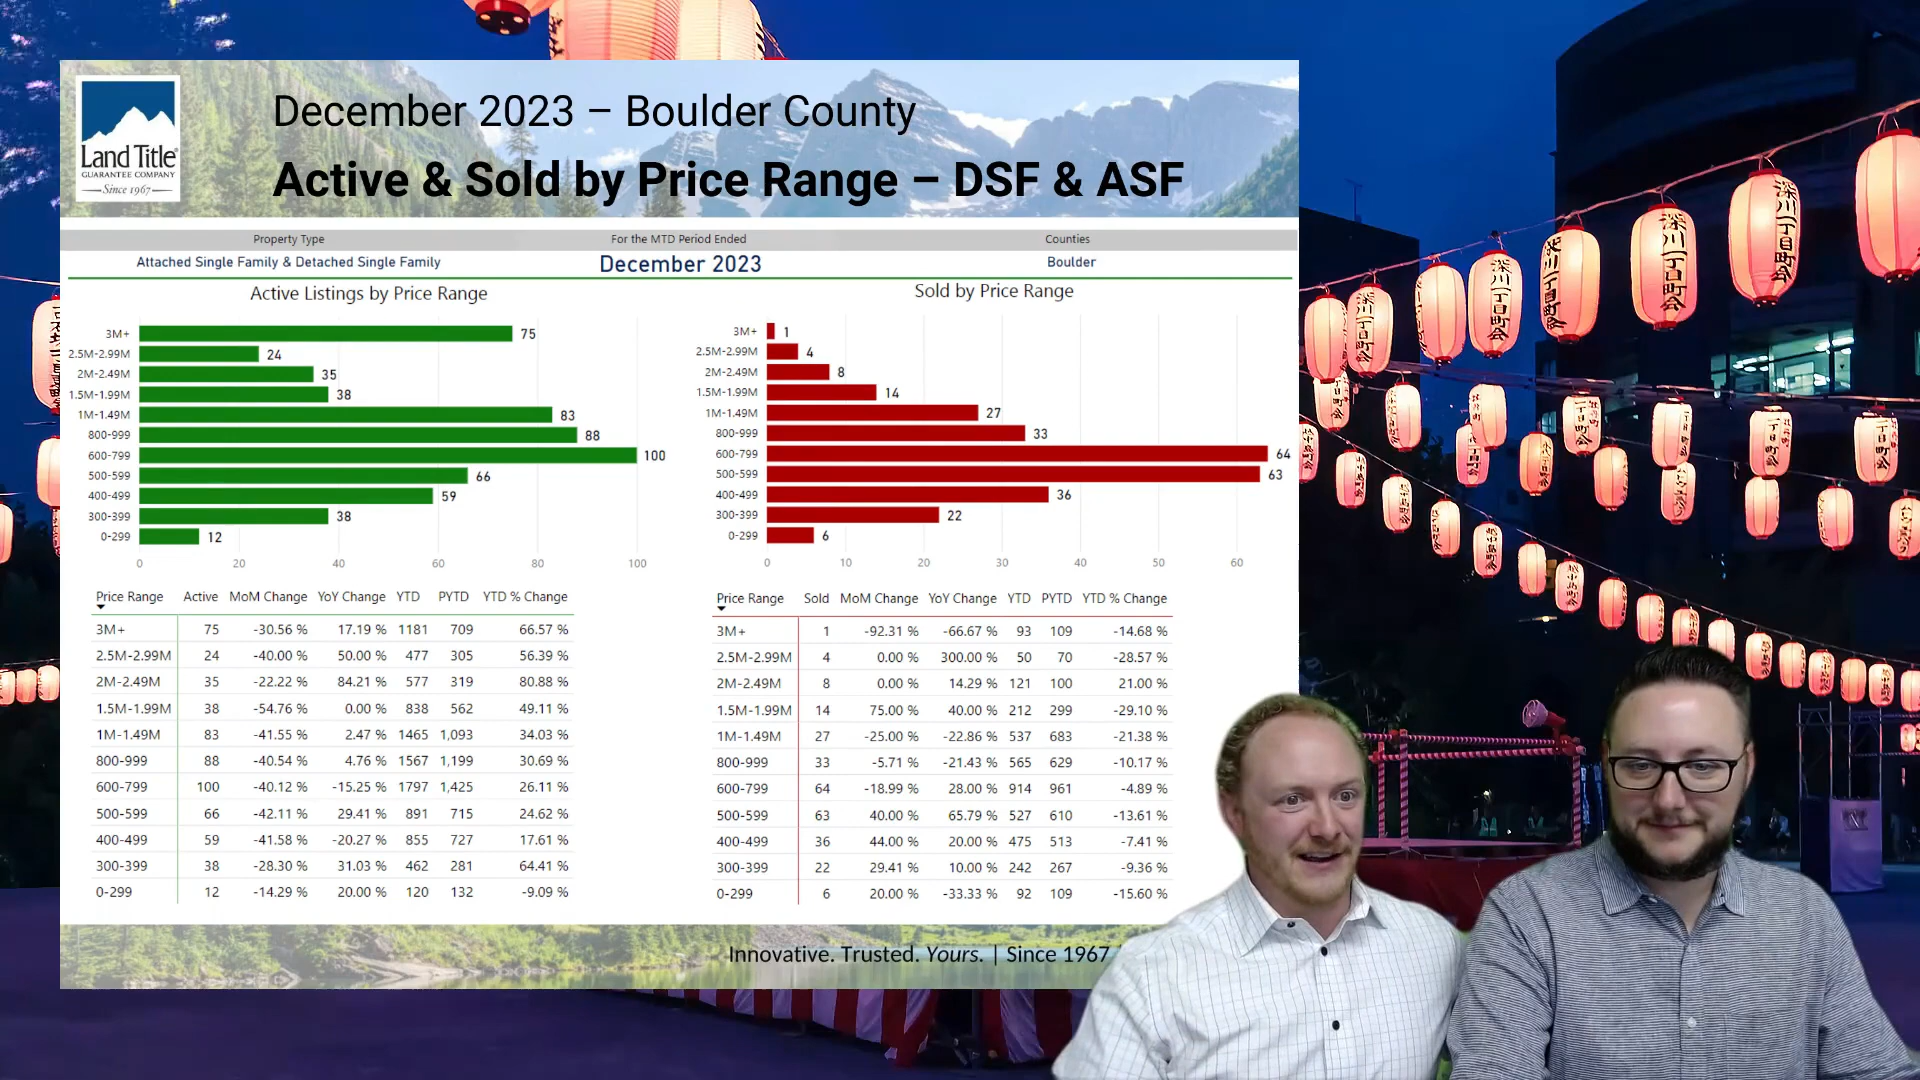 Land Title®
GUARANTEE COMPANY
Since 1967
December 2023 – Boulder County
Active & Sold by Price Range – DSF & ASF
Property Type
For the MTD Period Ended
Counties
Attached Single Family & Detached Single Family
December 2023
Boulder
Active Listings by Price Range
3M+ 75
2.5M-2.99M 24
2M-2.49M 35
1.5M-1.99M 38
1M-1.49M 83
800-999 88
600-799 100
500-599 66
400-499 59
300-399 38
0-299 12
0 20 40 60 80 100
Sold by Price Range
3M+ 1
2.5M-2.99M 4
2M-2.49M 8
1.5M-1.99M 14
1M-1.49M 27
800-999 33
600-799 64
500-599 63
400-499 36
300-399 22
0-299 6
0 10 20 30 40 50 60
Price Range Active MoM Change YoY Change YTD PYTD YTD % Change
3M+ 75 -30.56 % 17.19 % 1181 709 66.57 %
2.5M-2.99M 24 -40.00 % 50.00 % 477 305 56.39 %
2M-2.49M 35 -22.22 % 84.21 % 577 319 80.88 %
1.5M-1.99M 38 -54.76 % 0.00 % 838 562 49.11 %
1M-1.49M 83 -41.55 % 2.47 % 1465 1,093 34.03 %
800-999 88 -40.54 % 4.76 % 1567 1,199 30.69 %
600-799 100 -40.12 % -15.25 % 1797 1,425 26.11 %
500-599 66 -42.11 % 29.41 % 891 715 24.62 %
400-499 59 -41.58 % -20.27 % 855 727 17.61 %
300-399 38 -28.30 % 31.03 % 462 281 64.41 %
0-299 12 -14.29 % 20.00 % 120 132 -9.09 %
Price Range Sold MoM Change YoY Change YTD PYTD YTD % Change
3M+ 1 -92.31 % -66.67 % 93 109 -14.68 %
2.5M-2.99M 4 0.00 % 300.00 % 50 70 -28.57 %
2M-2.49M 8 0.00 % 14.29 % 121 100 21.00 %
1.5M-1.99M 14 75.00 % 40.00 % 212 299 -29.10 %
1M-1.49M 27 -25.00 % -22.86 % 537 683 -21.38 %
800-999 33 -5.71 % -21.43 % 565 629 -10.17 %
600-799 64 -18.99 % 28.00 % 914 961 -4.89 %
500-599 63 40.00 % 65.79 % 527 610 -13.61 %
400-499 36 44.00 % 20.00 % 475 513 -7.41 %
300-399 22 29.41 % 10.00 % 242 267 -9.36 %
0-299 6 20.00 % -33.33 % 92 109 -15.60 %
Innovative. Trusted. Yours. | Since 1967